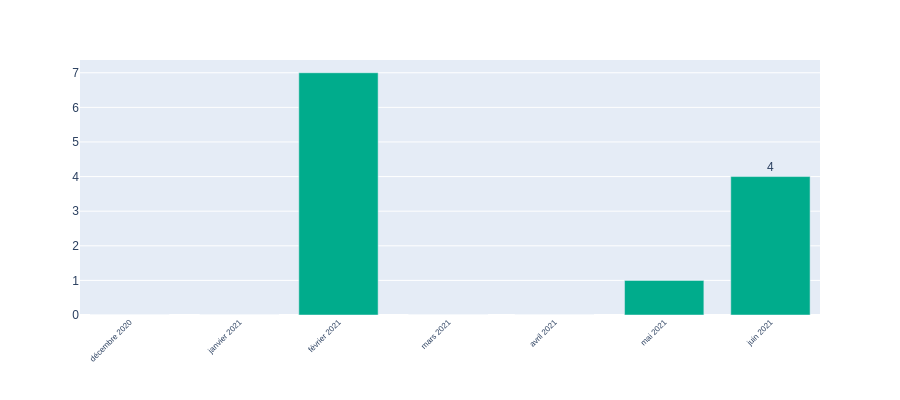 7
6
5
4
3
2
1
0
4
décembre 2020
janvier 2021
février 2021
mars 2021
avril 2021
mai 2021
juin 2021